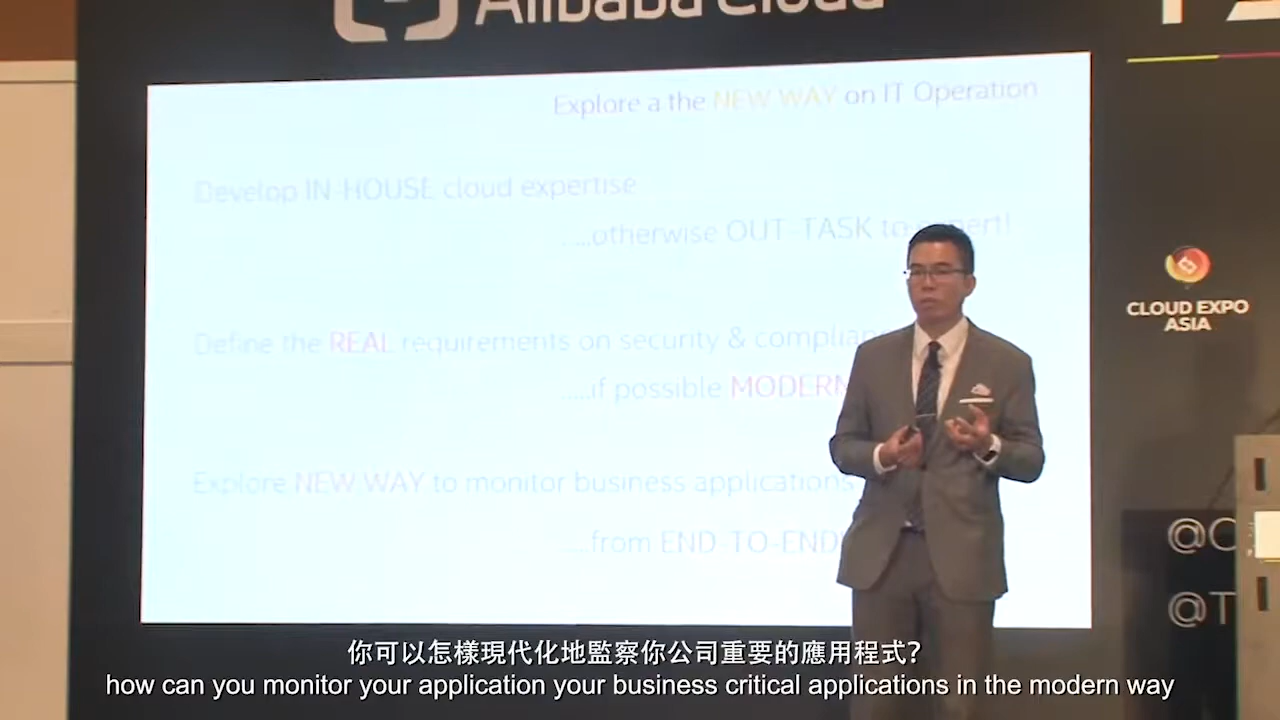 Alibaba Cloud
Explore a the NEW WAY on IT Operation
Develop IN-HOUSE cloud expertise
.....otherwise OUT-TASK to expert!
Define the REAL requirements on security &
.....if possible MODERN
Explore NEW WAY to monitor business applications
.....from END-TO-END!
CLOUD EXPO
ASIA
@C
@T
你可以怎樣現代化地監察你公司重要的應用程式?
how can you monitor your application your business critical applications in the modern way